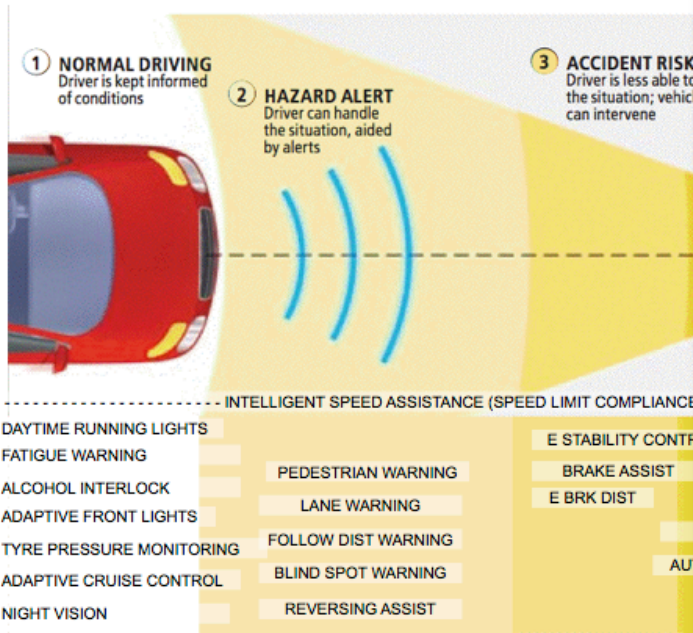 1 NORMAL DRIVING
Driver is kept informed
of conditions
2 HAZARD ALERT
Driver can handle
the situation, aided
by alerts
3 ACCIDENT RISK
Driver is less able to
the situation; vehic
can intervene
INTELLIGENT SPEED ASSISTANCE (SPEED LIMIT COMPLIANCE
DAYTIME RUNNING LIGHTS
FATIGUE WARNING
ALCOHOL INTERLOCK
ADAPTIVE FRONT LIGHTS
TYRE PRESSURE MONITORING
ADAPTIVE CRUISE CONTROL
NIGHT VISION
PEDESTRIAN WARNING
LANE WARNING
FOLLOW DIST WARNING
BLIND SPOT WARNING
REVERSING ASSIST
E STABILITY CONTR
BRAKE ASSIST
E BRK DIST
AU